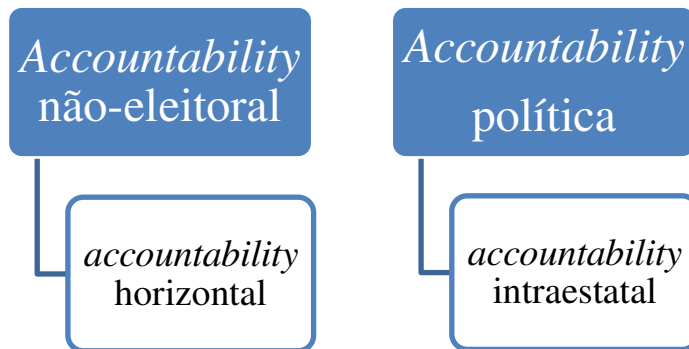 Accountability
não-eleitoral
accountability
horizontal
Accountability
política
accountability
intraestatal